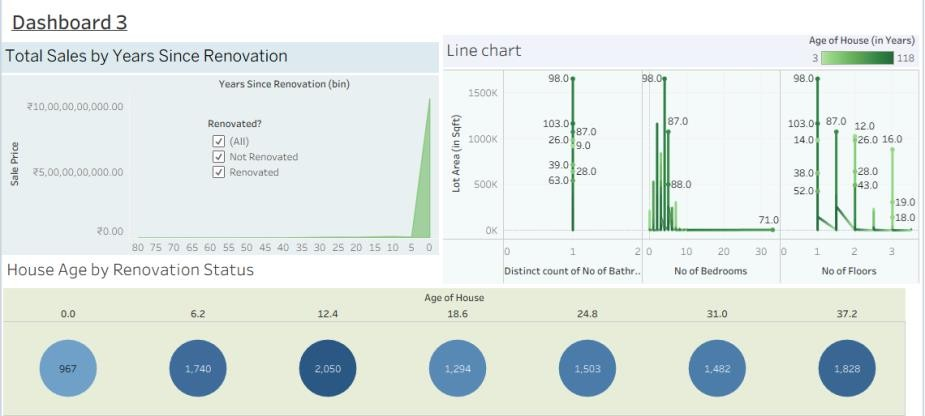 Dashboard 3
Total Sales by Years Since Renovation
Years Since Renovation (bin)
₹10,00,00,00,000.00
₹5,00,00,00,000.00
₹0.00
Sale Price
Renovated?
(All)
Not Renovated
Renovated
80 75 70 65 60 55 50 45 40 35 30 25 20 15 10 5 0
Line chart
Age of House (in Years)
3 118
Lot Area (in Sqft)
1500K
1000K
500K
0K
98.0
103.0
87.0
26.0
9.0
39.0
28.0
63.0
0 1 2
Distinct count of No of Bathr..
98.0
87.0
88.0
71.0
0 10 20 30
No of Bedrooms
98.0
103.0
87.0
12.0
26.0
16.0
14.0
38.0
28.0
52.0
43.0
19.0
18.0
0 1 2 3
No of Floors
House Age by Renovation Status
Age of House
0.0 6.2 12.4 18.6 24.8 31.0 37.2
967 1,740 2,050 1,294 1,503 1,482 1,828